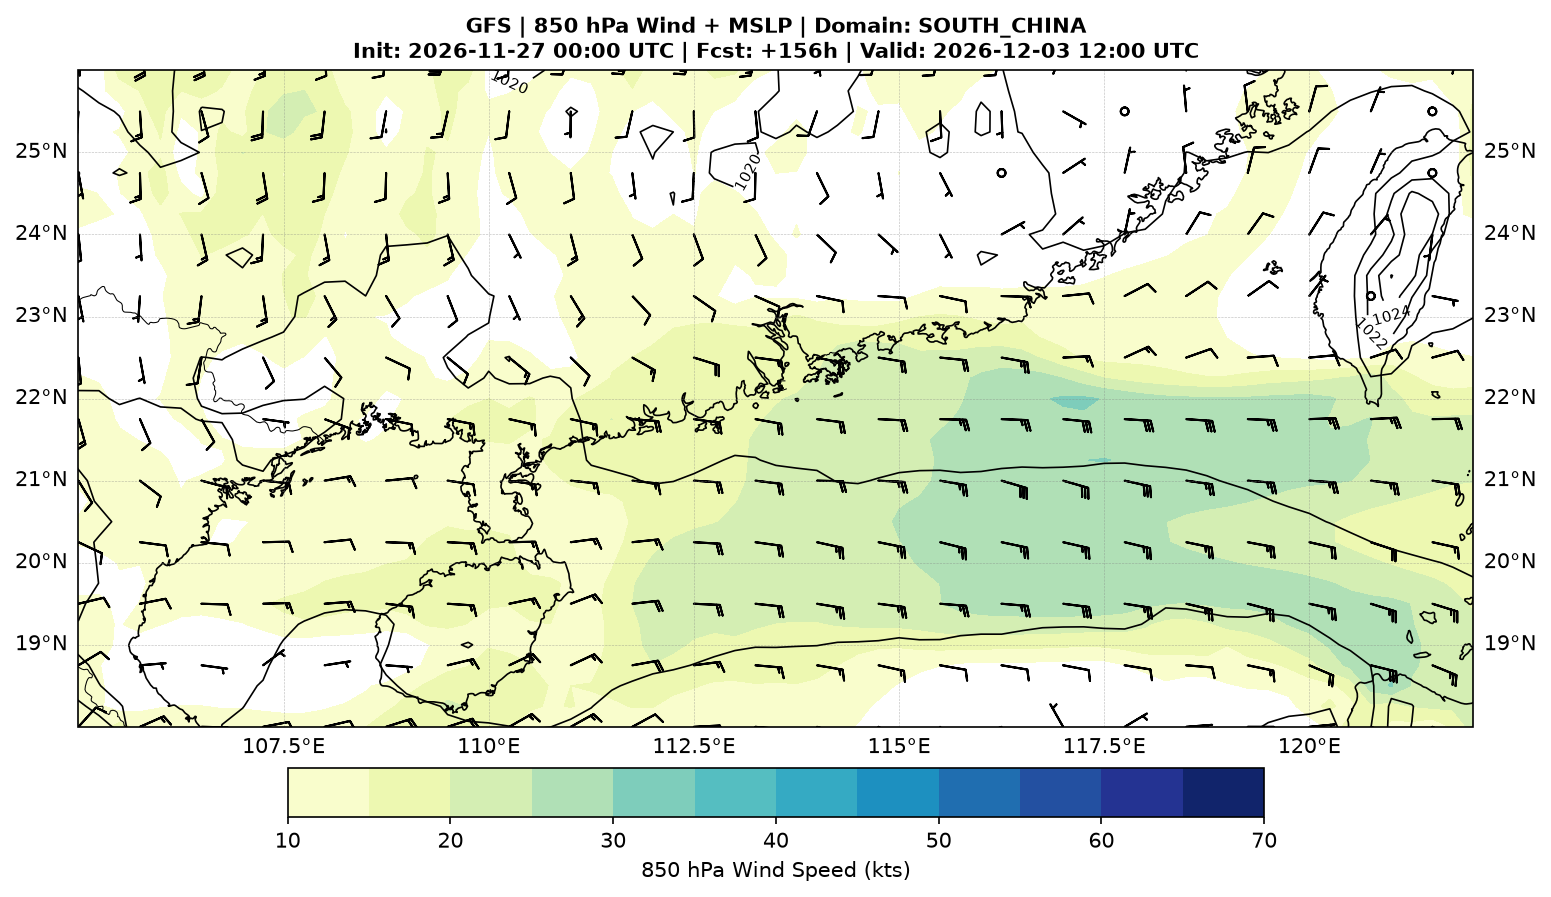 GFS | 850 hPa Wind + MSLP | Domain: SOUTH_CHINA
Init: 2026-11-27 00:00 UTC | Fcst: +156h | Valid: 2026-12-03 12:00 UTC
1020
25°N
25°N
1020
24°N
24°N
23°N
1024
23°N
1022
22°N
22°N
21°N
21°N
20°N
20°N
19°N
19°N
107.5°E 110°E 112.5°E 115°E 117.5°E 120°E
10 20 30 40 50 60 70
850 hPa Wind Speed (kts)